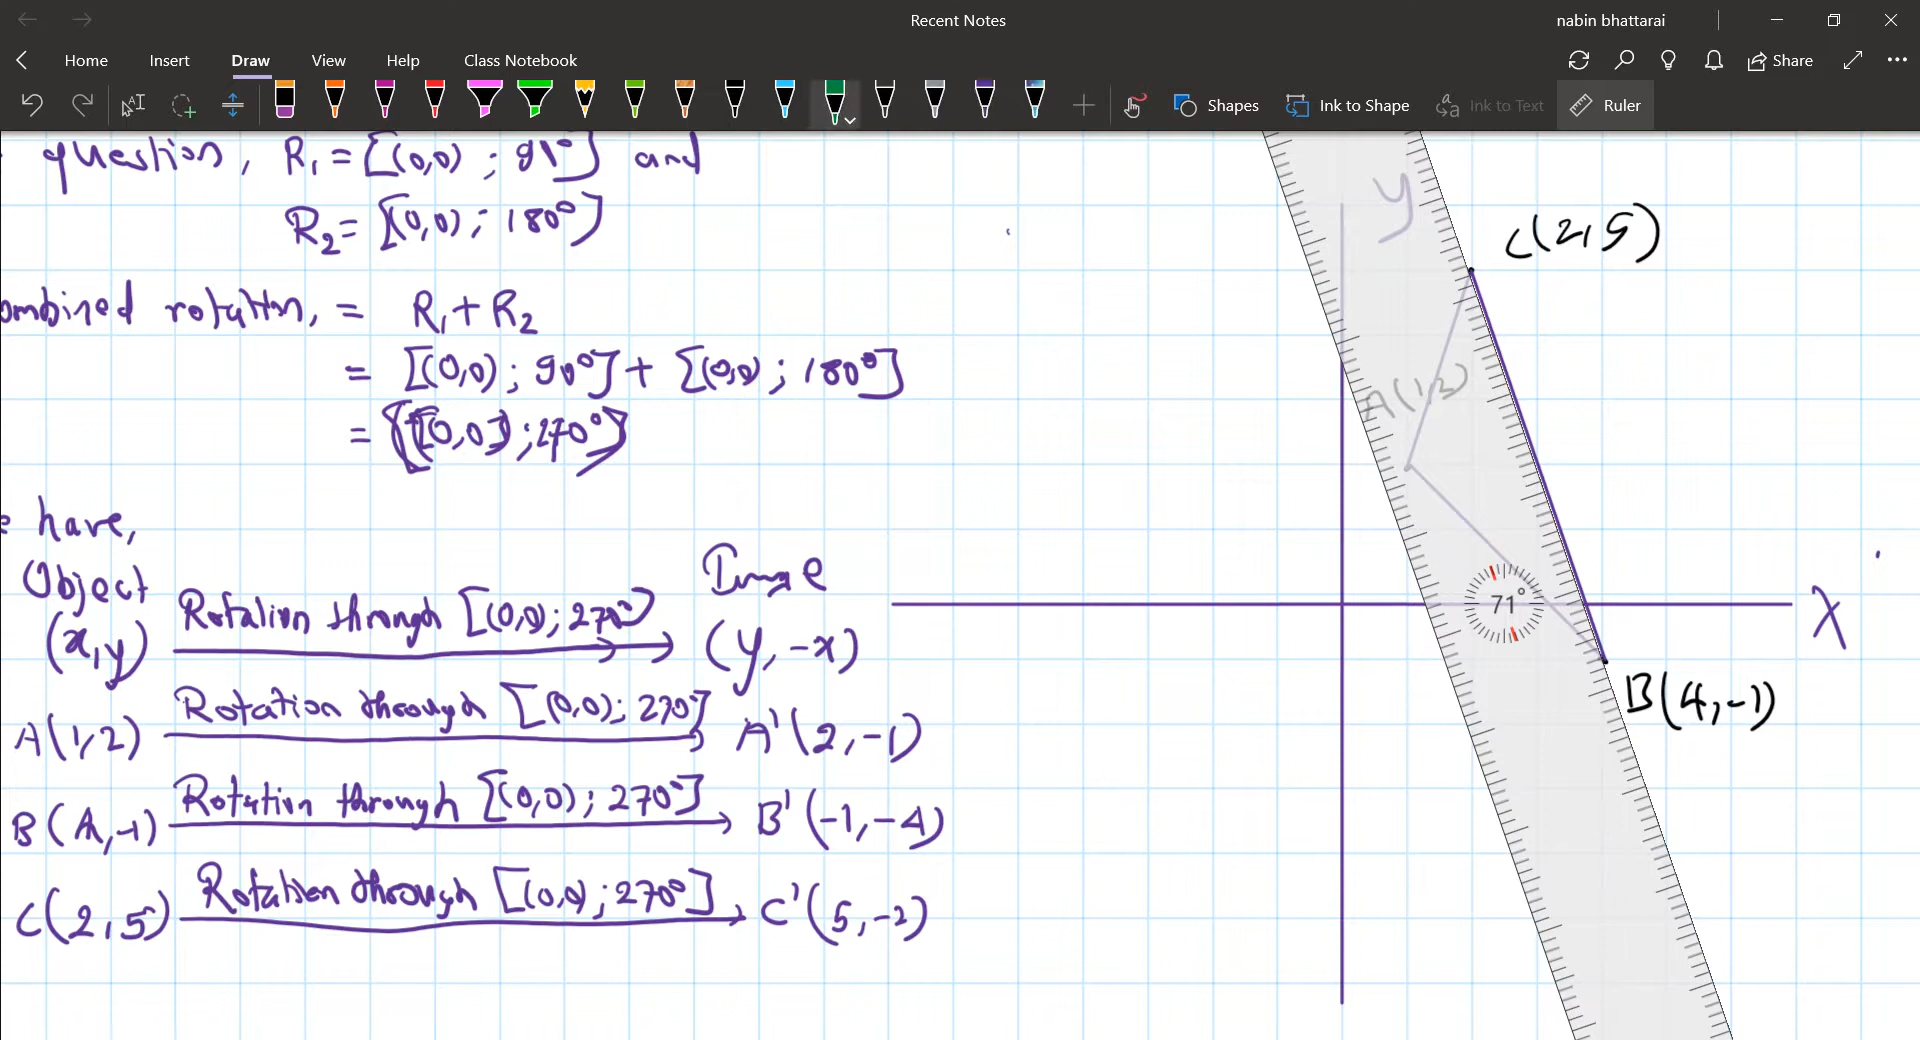 Recent Notes
nabin bhattarai
Home Insert Draw View Help Class Notebook
Share
Shapes Ink to Shape Ink to Text Ruler
question, R₁ = [(0,0) ; 90°] and
R₂ = [(0,0) ; 180°]
ombined rotation, = R₁ + R₂
= [(0,0) ; 90°] + [(0,0) ; 180°]
= [(0,0) ; 270°]
e have,
Object Image
(x,y) Rotation through [(0,0); 270°] (y, -x)
A(1,2) Rotation through [(0,0); 270°] A'(2, -1)
B(4,-1) Rotation through [(0,0); 270°] B'(-1, -4)
C(2,5) Rotation through [(0,0); 270°] C'(5, -2)
y
C(2,5)
A(1,2)
71°
X
B(4,-1)